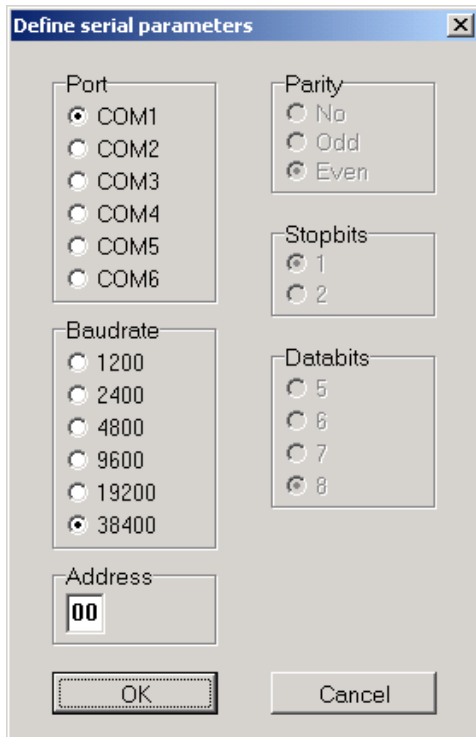 Define serial parameters
Port
COM1
COM2
COM3
COM4
COM5
COM6
Baudrate
1200
2400
4800
9600
19200
38400
Address
00
Parity
No
Odd
Even
Stopbits
1
2
Databits
5
6
7
8
OK
Cancel